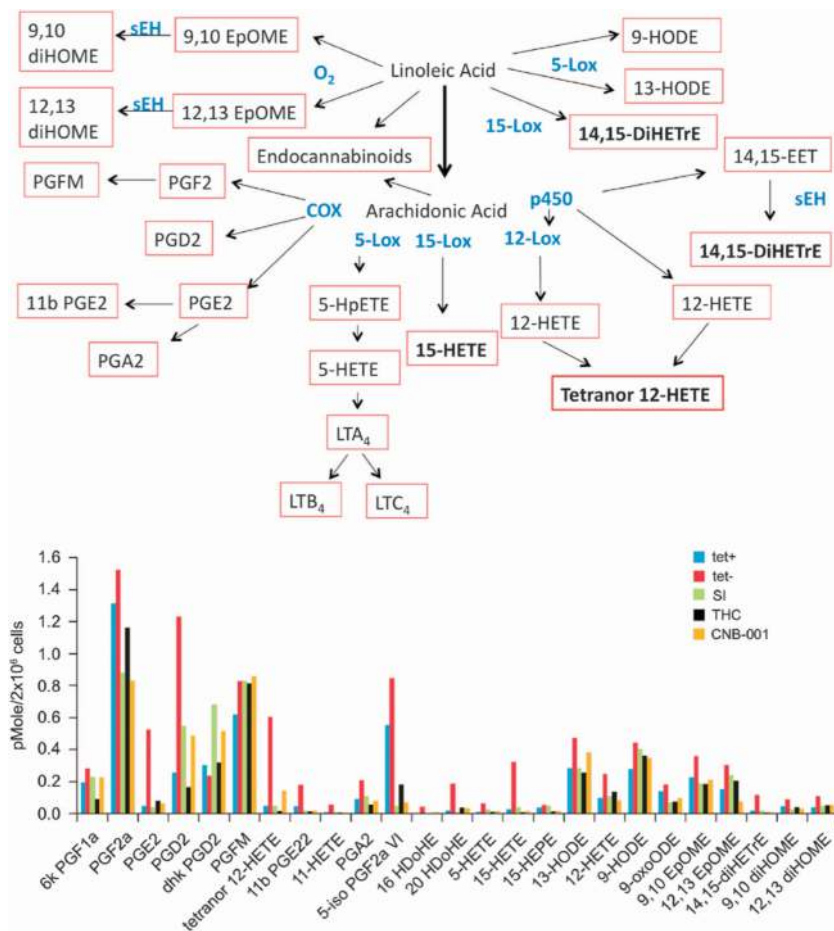 9,10
diHOME
sEH
9,10 EpOME
O₂
Linoleic Acid
9-HODE
5-Lox
13-HODE
12,13
diHOME
sEH
12,13 EpOME
15-Lox
14,15-DiHETrE
Endocannabinoids
14,15-EET
PGFM
PGF2
COX
Arachidonic Acid
p450
sEH
PGD2
5-Lox
15-Lox
12-Lox
14,15-DiHETrE
11b PGE2
PGE2
5-HpETE
12-HETE
12-HETE
PGA2
15-HETE
5-HETE
Tetranor 12-HETE
LTA₄
LTB₄
LTC₄
pMole/2x10⁶ cells
1.6
1.4
1.2
1.0
0.8
0.6
0.4
0.2
0.0
tet+
tet-
SI
THC
CNB-001
6k PGF1a
PGF2a
PGE2
PGD2
dhk PGD2
PGFM
tetranor 12-HETE
11b PGE22
11-HETE
PGA2
5-iso PGF2a VI
16 HDoHE
20 HDoHE
5-HETE
15-HETE
15-HEPE
13-HODE
12-HETE
9-HODE
9-oxoODE
9,10 EpOME
12,13 EpOME
14,15-diHETrE
9,10 diHOME
12,13 diHOME